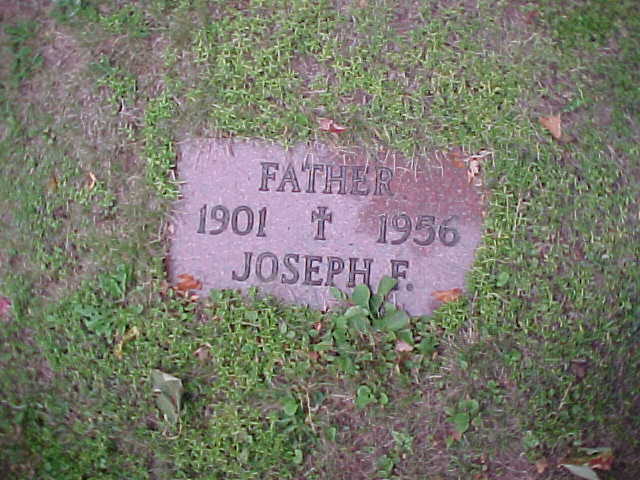 FATHER
1901 ✝ 1956
JOSEPH F.